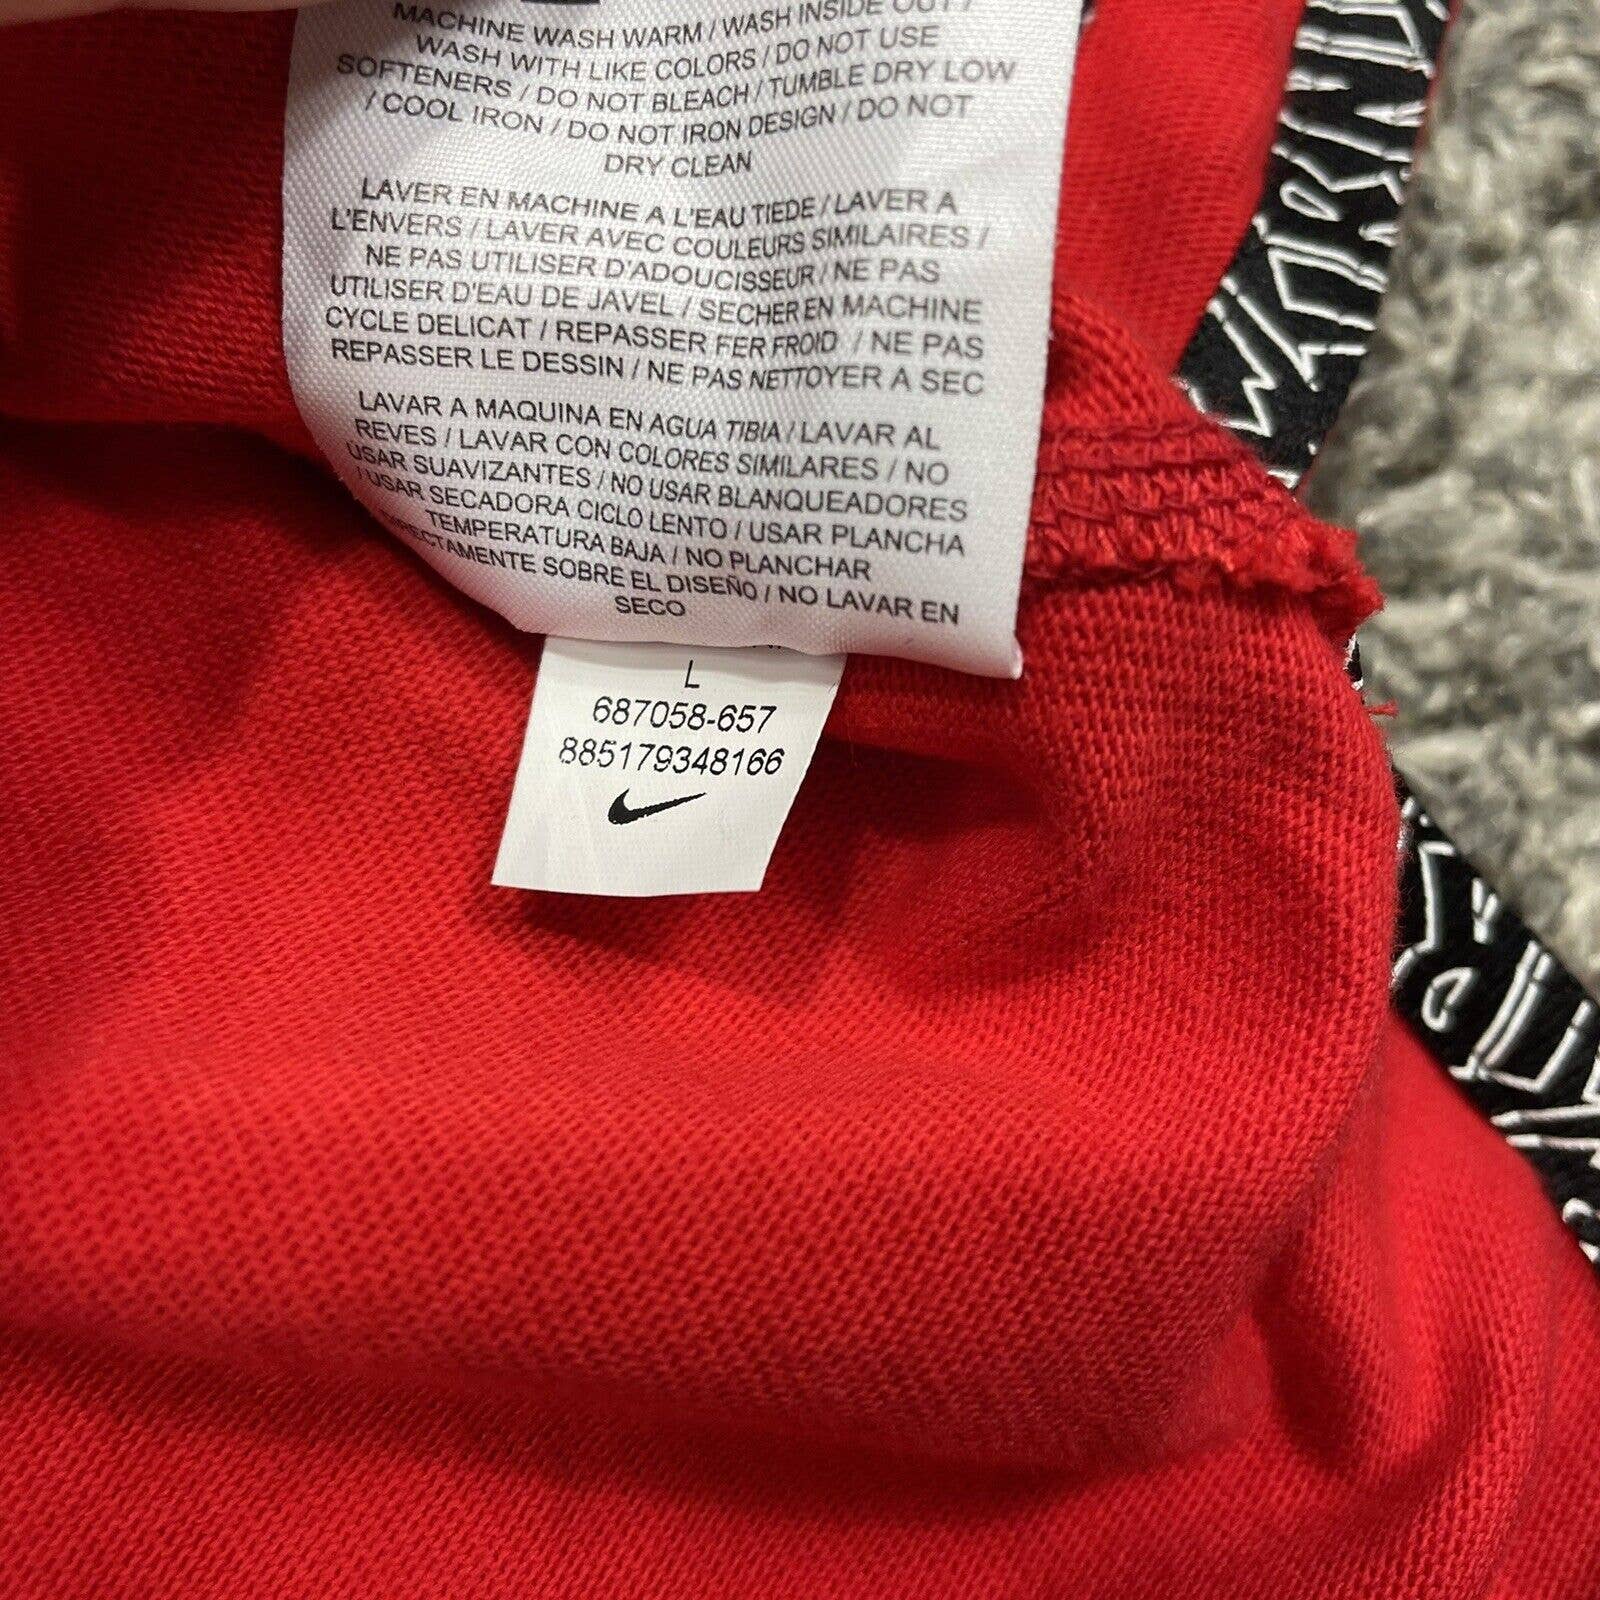 MACHINE WASH WARM / WASH INSIDE OUT /
WASH WITH LIKE COLORS / DO NOT USE
SOFTENERS / DO NOT BLEACH / TUMBLE DRY LOW
/ COOL IRON / DO NOT IRON DESIGN / DO NOT
DRY CLEAN
LAVER EN MACHINE A L'EAU TIEDE / LAVER A
L'ENVERS / LAVER AVEC COULEURS SIMILAIRES /
NE PAS UTILISER D'ADOUCISSEUR / NE PAS
UTILISER D'EAU DE JAVEL / SECHER EN MACHINE
CYCLE DELICAT / REPASSER FER FROID / NE PAS
REPASSER LE DESSIN / NE PAS NETTOYER A SEC
LAVAR A MAQUINA EN AGUA TIBIA / LAVAR AL
REVES / LAVAR CON COLORES SIMILARES / NO
USAR SUAVIZANTES / NO USAR BLANQUEADORES
/ USAR SECADORA CICLO LENTO / USAR PLANCHA
TEMPERATURA BAJA / NO PLANCHAR
DIRECTAMENTE SOBRE EL DISEÑO / NO LAVAR EN
SECO
L
687058-657
885179348166